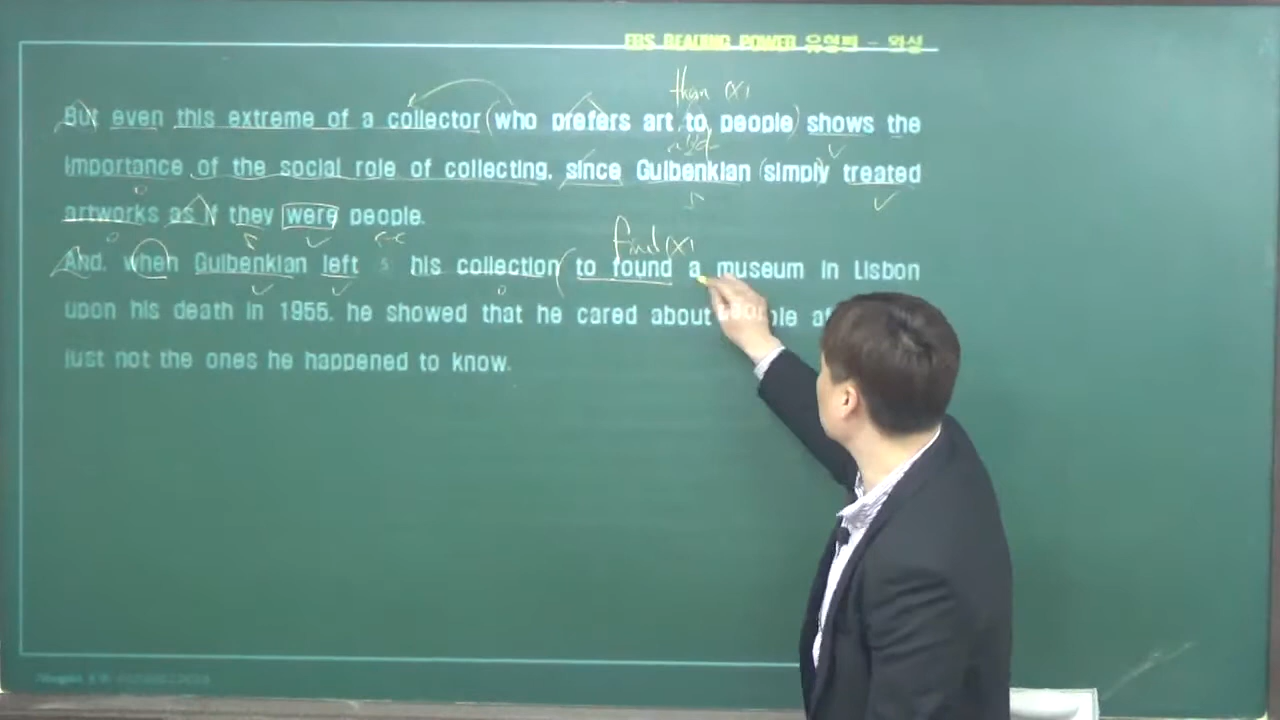 EBS READING POWER 유형편 - 완성
than (X)
But even this extreme of a collector (who prefers art to people) shows the
importance of the social role of collecting, since Gulbenkian (simply) treated
artworks as if they were people.
find (X)
And, when Gulbenkian left his collection (to found a museum in Lisbon
upon his death in 1955, he showed that he cared about people
just not the ones he happened to know.